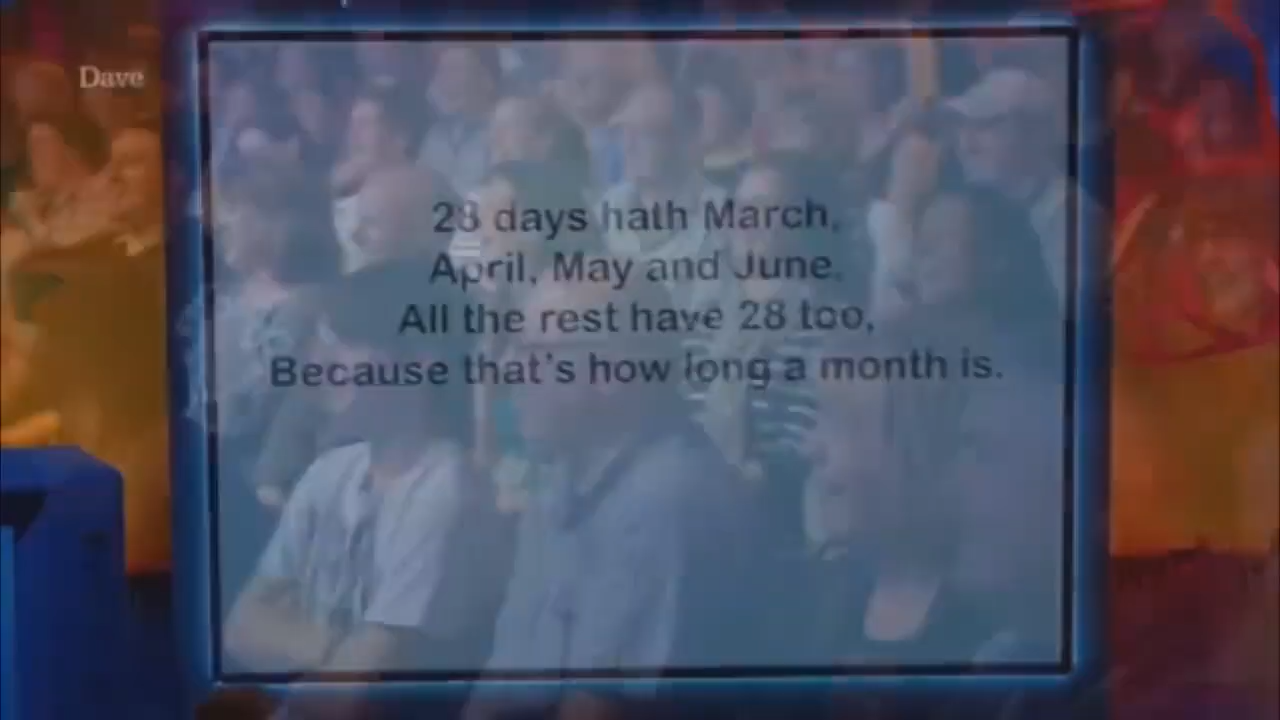 Dave
28 days hath March,
April, May and June.
All the rest have 28 too,
Because that's how long a month is.